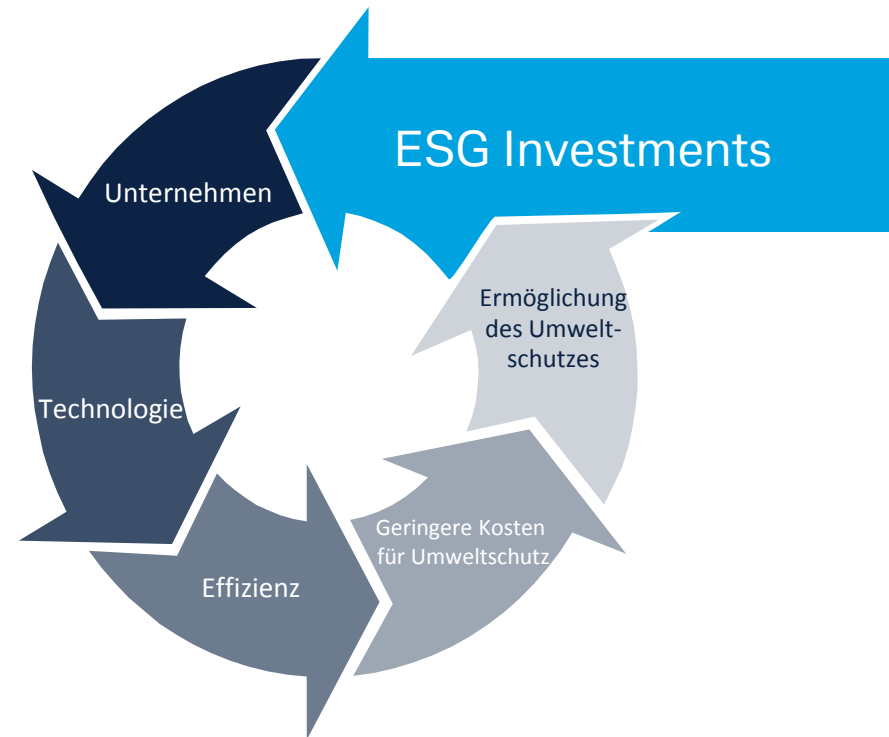 ESG Investments
Unternehmen
Technologie
Effizienz
Geringere Kosten
für Umweltschutz
Ermöglichung
des Umwelt-
schutzes